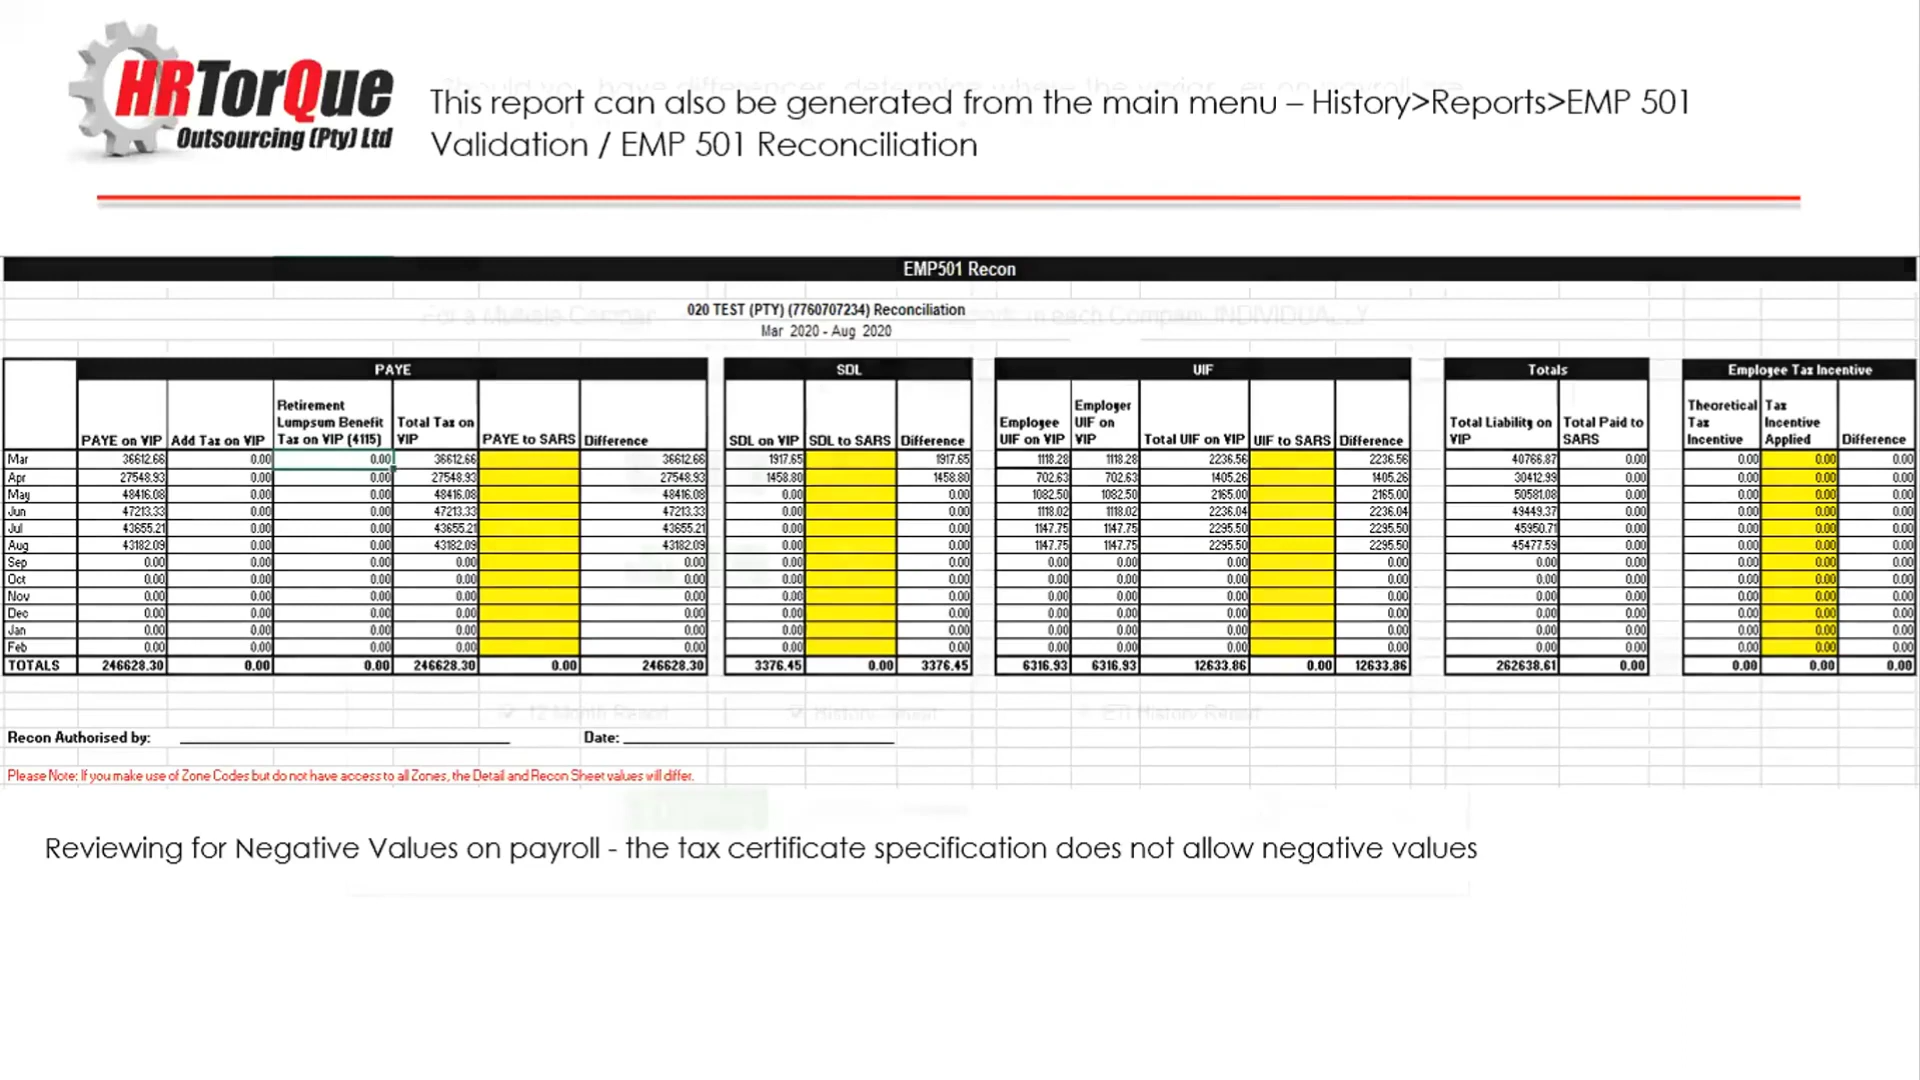 HRTorQue
Outsourcing (Pty) Ltd
This report can also be generated from the main menu – History>Reports>EMP 501
Validation / EMP 501 Reconciliation
EMP501 Recon
020 TEST (PTY) (7760707234) Reconciliation
Mar 2020 - Aug 2020
PAYE SDL UIF Totals Employee Tax Incentive
PAYE on VIP Add Tax on VIP Retirement Lumpsum Benefit Tax on VIP (4115) Total Tax on VIP PAYE to SARS Difference SDL on VIP SDL to SARS Difference Employee UIF on VIP Employer UIF on VIP Total UIF on VIP UIF to SARS Difference Total Liability on VIP Total Paid to SARS Theoretical Tax Incentive Tax Incentive Applied Difference
Mar 36612.66 0.00 0.00 36612.66 36612.66 1917.65 1917.65 1118.28 1118.28 2236.56 2236.56 40766.87 0.00 0.00 0.00 0.00
Apr 27548.93 0.00 0.00 27548.93 27548.93 1458.80 1458.80 702.63 702.63 1405.26 1405.26 30412.99 0.00 0.00 0.00 0.00
May 48416.08 0.00 0.00 48416.08 48416.08 0.00 0.00 1082.50 1082.50 2165.00 2165.00 50581.08 0.00 0.00 0.00 0.00
Jun 47213.33 0.00 0.00 47213.33 47213.33 0.00 0.00 1118.02 1118.02 2236.04 2236.04 49449.37 0.00 0.00 0.00 0.00
Jul 43655.21 0.00 0.00 43655.21 43655.21 0.00 0.00 1147.75 1147.75 2295.50 2295.50 45950.71 0.00 0.00 0.00 0.00
Aug 43182.09 0.00 0.00 43182.09 43182.09 0.00 0.00 1147.75 1147.75 2295.50 2295.50 45477.59 0.00 0.00 0.00 0.00
Sep 0.00 0.00 0.00 0.00 0.00 0.00 0.00 0.00 0.00 0.00 0.00 0.00 0.00 0.00 0.00 0.00
Oct 0.00 0.00 0.00 0.00 0.00 0.00 0.00 0.00 0.00 0.00 0.00 0.00 0.00 0.00 0.00 0.00
Nov 0.00 0.00 0.00 0.00 0.00 0.00 0.00 0.00 0.00 0.00 0.00 0.00 0.00 0.00 0.00 0.00
Dec 0.00 0.00 0.00 0.00 0.00 0.00 0.00 0.00 0.00 0.00 0.00 0.00 0.00 0.00 0.00 0.00
Jan 0.00 0.00 0.00 0.00 0.00 0.00 0.00 0.00 0.00 0.00 0.00 0.00 0.00 0.00 0.00 0.00
Feb 0.00 0.00 0.00 0.00 0.00 0.00 0.00 0.00 0.00 0.00 0.00 0.00 0.00 0.00 0.00 0.00
TOTALS 246628.30 0.00 0.00 246628.30 0.00 246628.30 3376.45 0.00 3376.45 6316.93 6316.93 12633.86 0.00 12633.86 262638.61 0.00 0.00 0.00 0.00
Recon Authorised by: Date:
Please Note: If you make use of Zone Codes but do not have access to all Zones, the Detail and Recon Sheet values will differ.
Reviewing for Negative Values on payroll - the tax certificate specification does not allow negative values